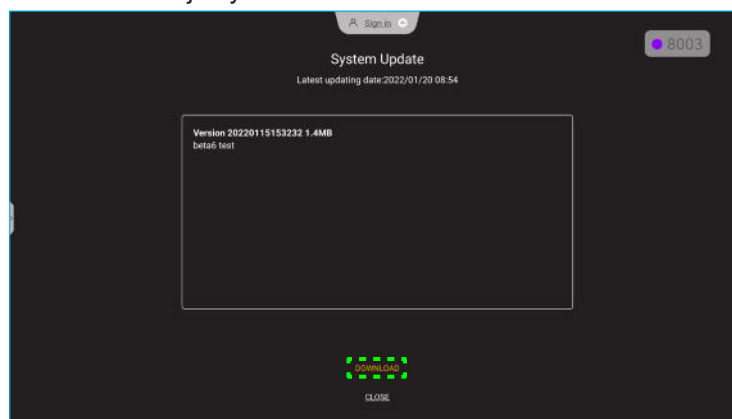 Sign in
8003
System Update
Latest updating date:2022/01/20 08:54
Version 20220115153232 1.4MB
beta6 test
DOWNLOAD
CLOSE